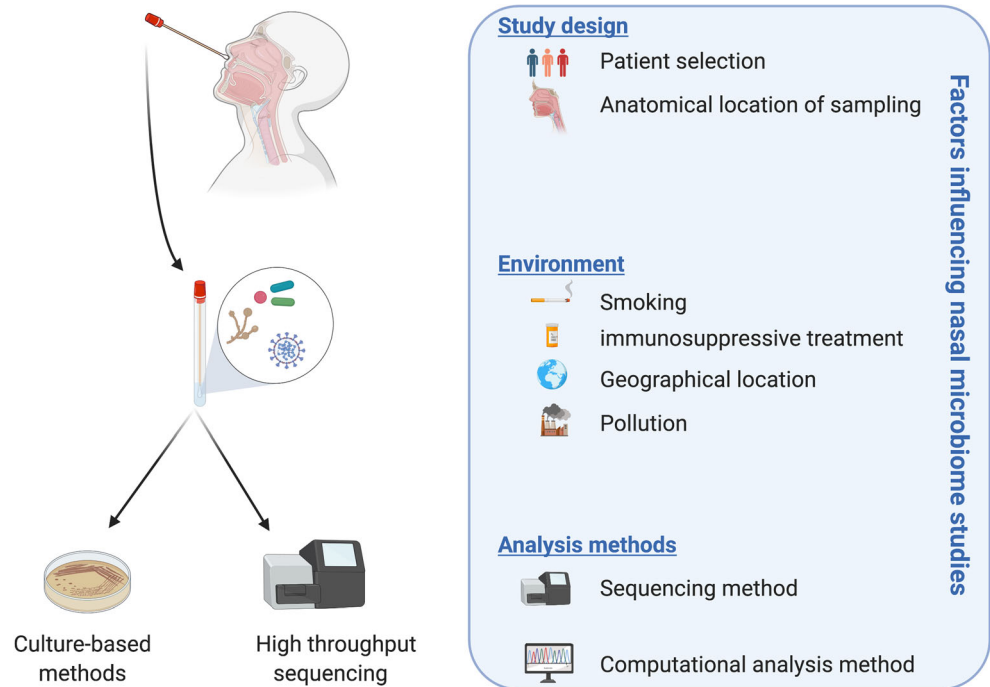 Study design
Patient selection
Anatomical location of sampling
Environment
Smoking
immunosuppressive treatment
Geographical location
Pollution
Analysis methods
Sequencing method
Computational analysis method
Factors influencing nasal microbiome studies
Culture-based
methods
High throughput
sequencing